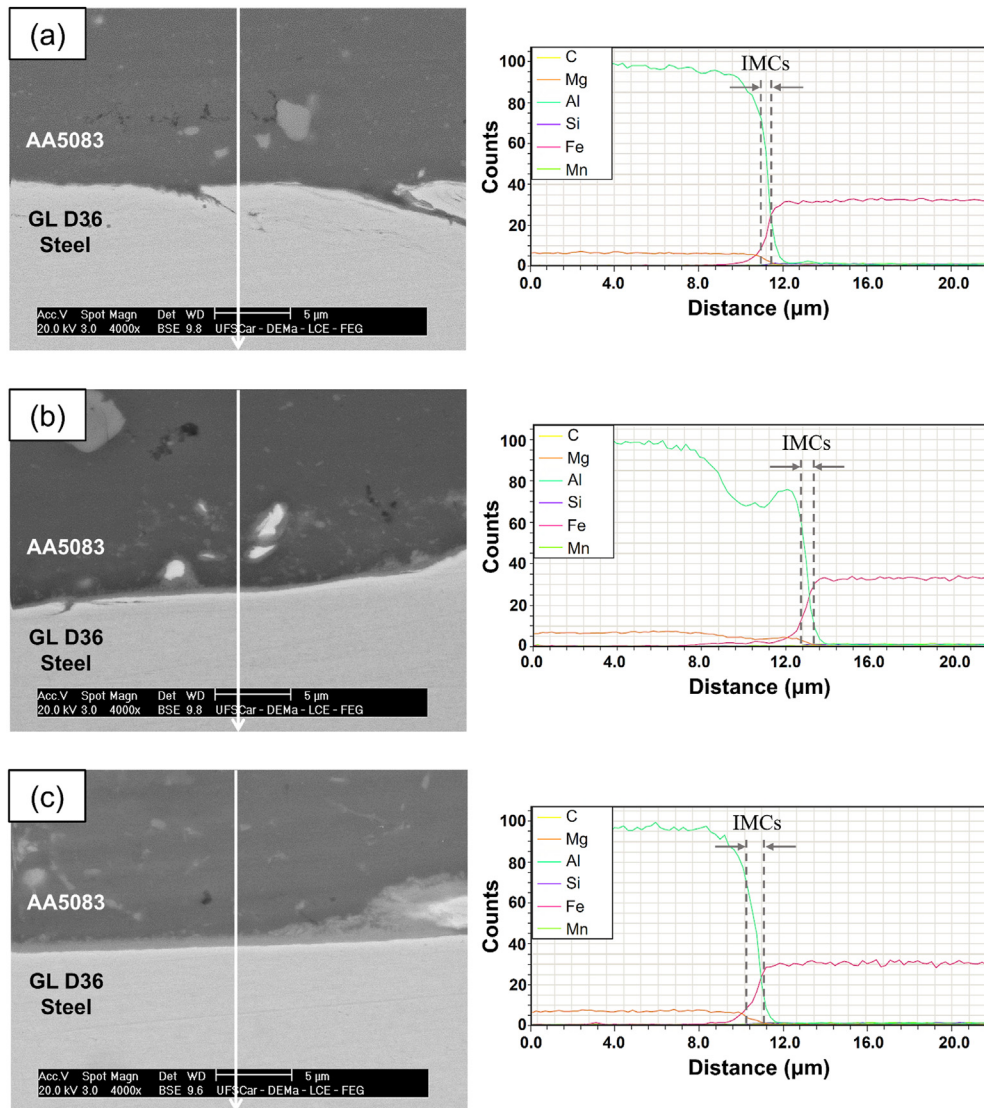 (a)
AA5083
GL D36
Steel
Acc.V Spot Magn Det WD 5 µm
20.0 kV 3.0 4000x BSE 9.8 UFSCar - DEMa - LCE - FEG
100
80
60
40
20
0
Counts
C
Mg
Al
Si
Fe
Mn
IMCs
0.0 4.0 8.0 12.0 16.0 20.0
Distance (µm)
(b)
AA5083
GL D36
Steel
Acc.V Spot Magn Det WD 5 µm
20.0 kV 3.0 4000x BSE 9.8 UFSCar - DEMa - LCE - FEG
100
80
60
40
20
0
Counts
C
Mg
Al
Si
Fe
Mn
IMCs
0.0 4.0 8.0 12.0 16.0 20.0
Distance (µm)
(c)
AA5083
GL D36
Steel
Acc.V Spot Magn Det WD 5 µm
20.0 kV 3.0 4000x BSE 9.6 UFSCar - DEMa - LCE - FEG
100
80
60
40
20
0
Counts
C
Mg
Al
Si
Fe
Mn
IMCs
0.0 4.0 8.0 12.0 16.0 20.0
Distance (µm)